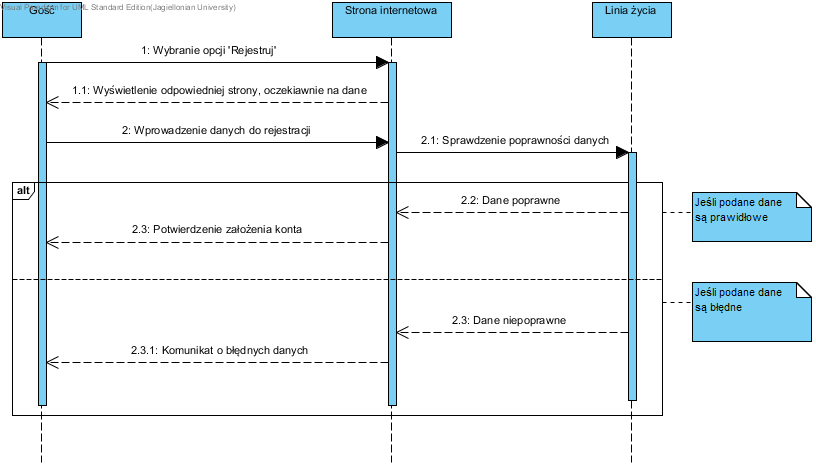 Visual Paradigm for UML Standard Edition(Jagiellonian University)
Gość
Strona internetowa
Linia życia
1: Wybranie opcji 'Rejestruj'
1.1: Wyświetlenie odpowiedniej strony, oczekiawnie na dane
2: Wprowadzenie danych do rejestracji
2.1: Sprawdzenie poprawności danych
alt
2.2: Dane poprawne
Jeśli podane dane
są prawidłowe
2.3: Potwierdzenie założenia konta
Jeśli podane dane
są błędne
2.3: Dane niepoprawne
2.3.1: Komunikat o błędnych danych